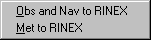 Obs and Nav to RINEX
Met to RINEX